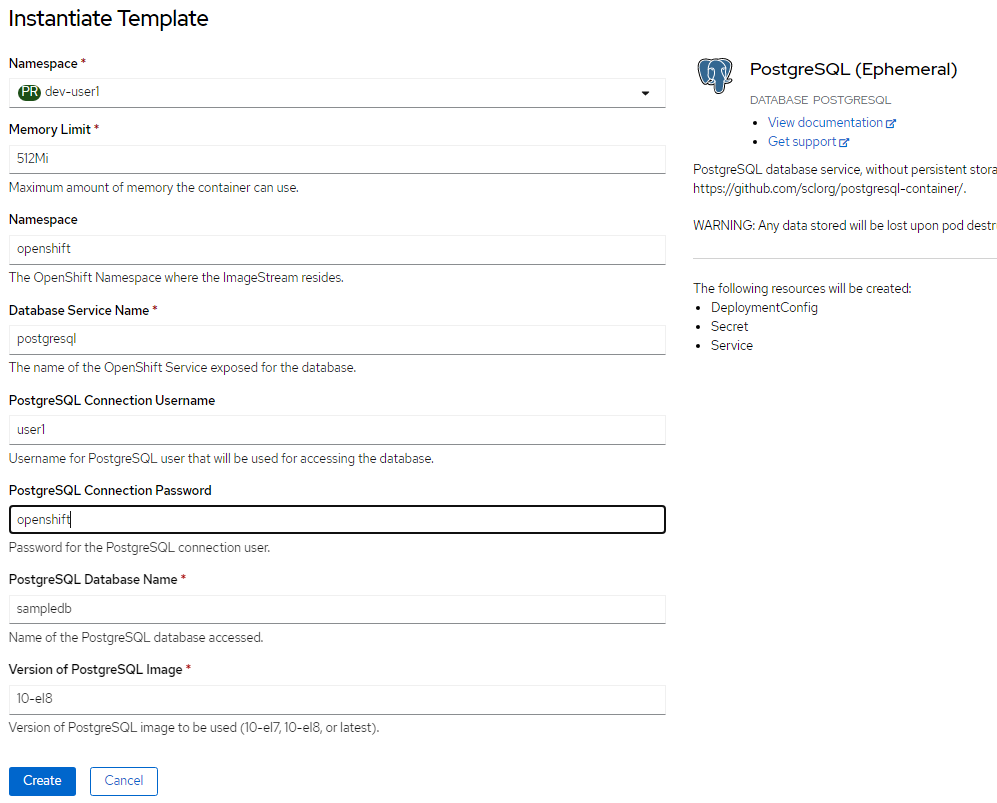 Instantiate Template
Namespace *
PR dev-user1
Memory Limit *
512Mi
Maximum amount of memory the container can use.
Namespace
openshift
The OpenShift Namespace where the ImageStream resides.
Database Service Name *
postgresql
The name of the OpenShift Service exposed for the database.
PostgreSQL Connection Username
user1
Username for PostgreSQL user that will be used for accessing the database.
PostgreSQL Connection Password
openshift
Password for the PostgreSQL connection user.
PostgreSQL Database Name *
sampledb
Name of the PostgreSQL database accessed.
Version of PostgreSQL Image *
10-el8
Version of PostgreSQL image to be used (10-el7, 10-el8, or latest).
Create Cancel
PostgreSQL (Ephemeral)
DATABASE POSTGRESQL
View documentation
Get support
PostgreSQL database service, without persistent stora
https://github.com/sclorg/postgresql-container/.
WARNING: Any data stored will be lost upon pod destr
The following resources will be created:
DeploymentConfig
Secret
Service